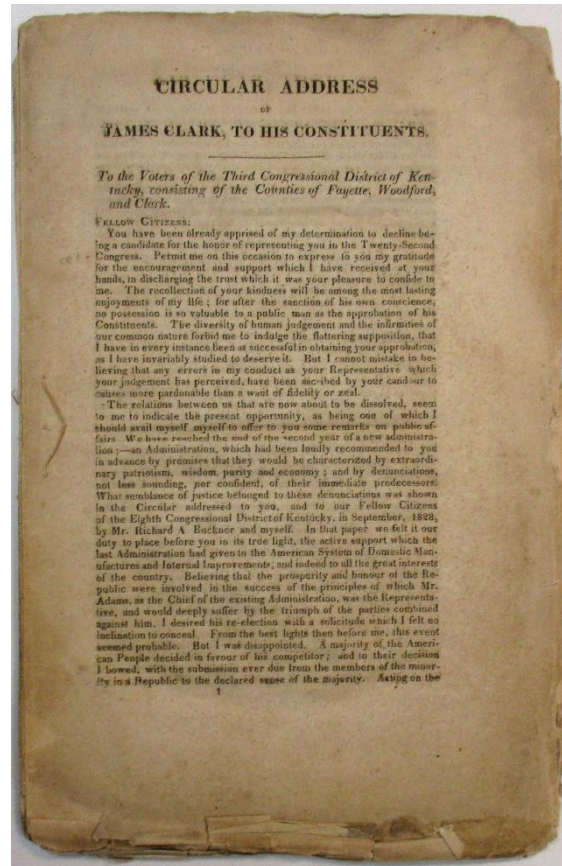 CIRCULAR ADDRESS
OF
JAMES CLARK, TO HIS CONSTITUENTS.
To the Voters of the Third Congressional District of Ken-
tucky, consisting of the Counties of Fayette, Woodford,
and Clark.
FELLOW CITIZENS:
You have been already apprised of my determination to decline be-
ing a candidate for the honor of representing you in the Twenty-Second
Congress. Permit me on this occasion to express to you my gratitude
for the encouragement and support which I have received at your
hands, in discharging the trust which it was your pleasure to confide to
me. The recollection of your kindness will be among the most lasting
enjoyments of my life; for after the sanction of his own conscience,
no possession is so valuable to a public man as the approbation of his
Constituents. The diversity of human judgement and the infirmities of
our common nature forbid me to indulge the flattering supposition, that
I have in every instance been as successful in obtaining your approbation,
as I have invariably studied to deserve it. But I cannot mistake in be-
lieving that any errors in my conduct as your Representative which
your judgement has perceived, have been ascribed by your candour to
causes more pardonable than a want of fidelity or zeal.
The relations between us that are now about to be dissolved, seem
to me to indicate the present opportunity, as being one of which I
should avail myself myself to offer to you some remarks on public af-
fairs. We have reached the end of the second year of a new administra-
tion;—an Administration, which had been loudly recommended to you
in advance by promises that they would be characterized by extraordi-
nary patriotism, wisdom, purity and economy; and by denunciations,
not less sounding, nor confident, of their immediate predecessors.
What semblance of justice belonged to these denunciations was shown
in the Circular addressed to you, and to our Fellow Citizens
of the Eighth Congressional District of Kentucky, in September, 1828,
by Mr. Richard A Buckner and myself. In that paper we felt it our
duty to place before you in its true light, the active support which the
last Administration had given to the American System of Domestic Man-
ufactures and Internal Improvements, and indeed to all the great interests
of the country. Believing that the prosperity and honour of the Re-
public were involved in the success of the principles of which Mr.
Adams, as the Chief of the existing Administration, was the Representa-
tive, and would deeply suffer by the triumph of the parties combined
against him, I desired his re-election with a solicitude which I felt no
inclination to conceal. From the best lights then before me, this event
seemed probable. But I was disappointed. A majority of the Ameri-
can People decided in favour of his competitor; and to their decision
I bowed, with the submission ever due from the members of the minor-
ity in a Republic to the declared sense of the majority. Acting on the
1